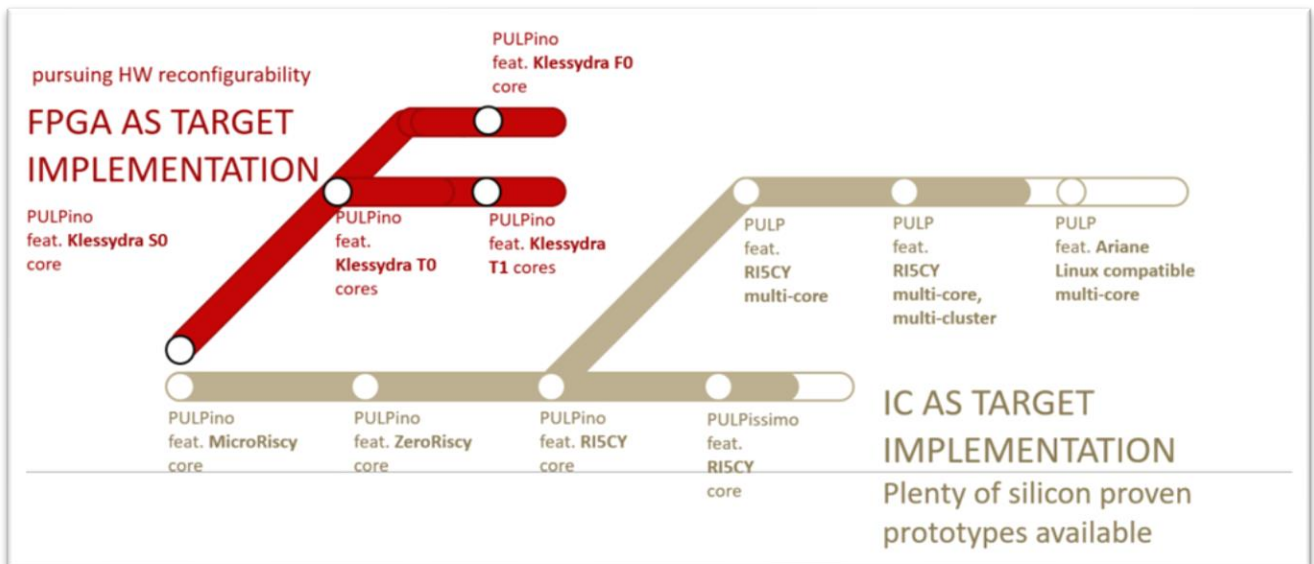 PULPino
feat. Klessydra F0
core
pursuing HW reconfigurability
FPGA AS TARGET
IMPLEMENTATION
PULPino
feat. Klessydra S0
core
PULPino
feat.
Klessydra T0
cores
PULPino
feat. Klessydra
T1 cores
PULP
feat.
RI5CY
multi-core
PULP
feat.
RI5CY
multi-core,
multi-cluster
PULP
feat. Ariane
Linux compatible
multi-core
PULPino
feat. MicroRiscy
core
PULPino
feat. ZeroRiscy
core
PULPino
feat. RI5CY
core
PULPissimo
feat.
RI5CY
core
IC AS TARGET
IMPLEMENTATION
Plenty of silicon proven
prototypes available